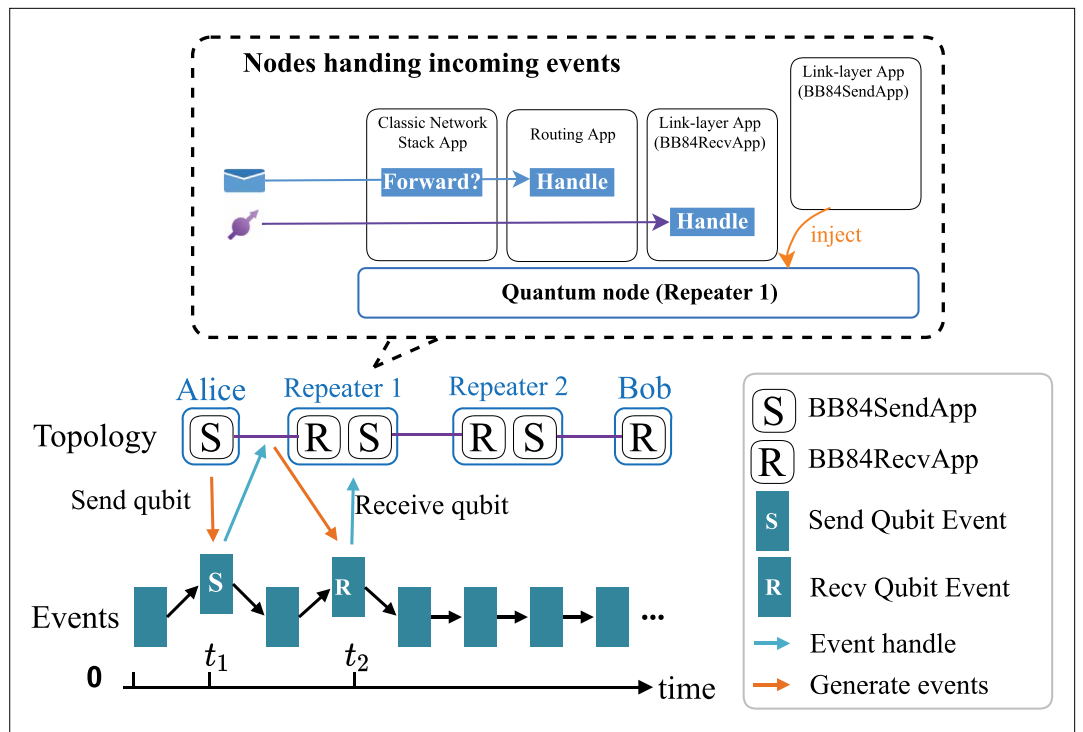 Nodes handing incoming events
Link-layer App
(BB84SendApp)
Classic Network
Stack App
Routing App
Link-layer App
(BB84RecvApp)
Forward?
Handle
Handle
inject
Quantum node (Repeater 1)
Alice
Repeater 1
Repeater 2
Bob
Topology
S
R
S
R
S
R
Send qubit
Receive qubit
Events
S
R
...
0
t1
t2
time
S
BB84SendApp
R
BB84RecvApp
S
Send Qubit Event
R
Recv Qubit Event
Event handle
Generate events